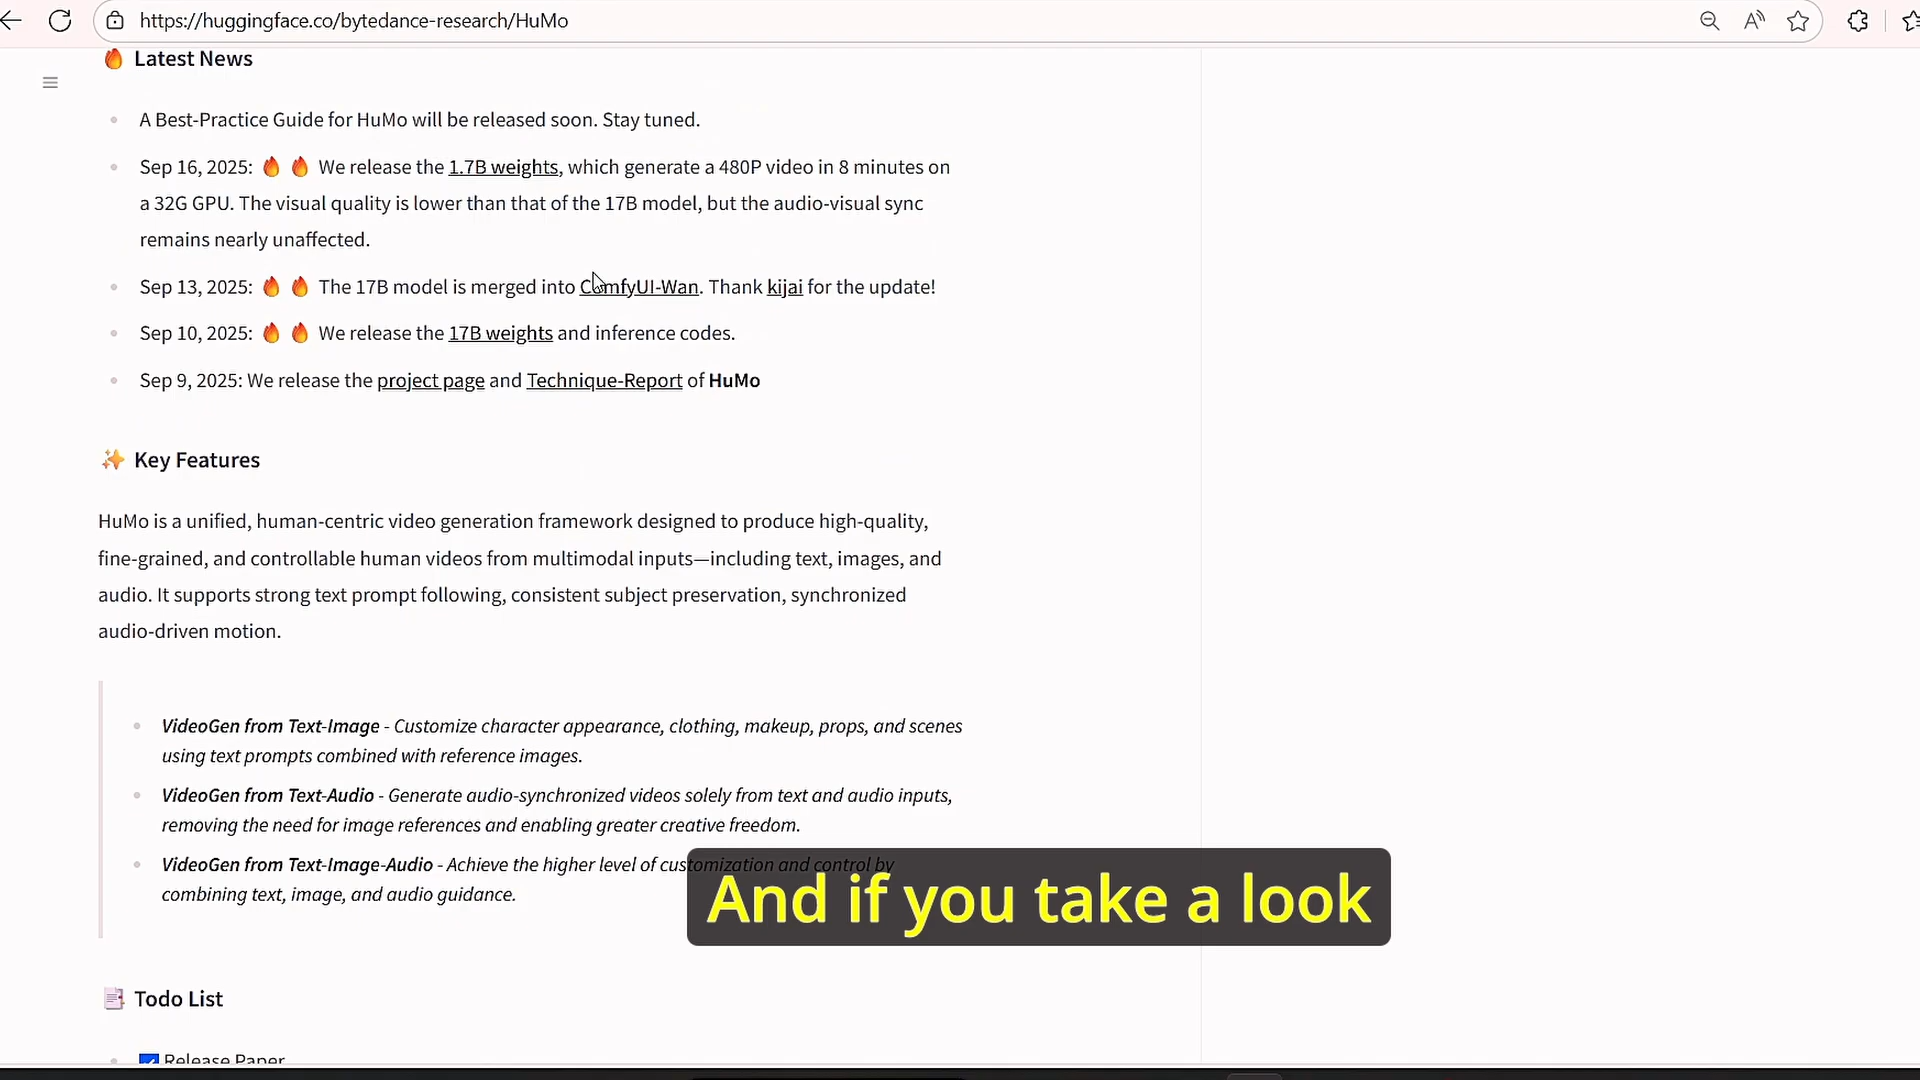 https://huggingface.co/bytedance-research/HuMo
🔥 Latest News
A Best-Practice Guide for HuMo will be released soon. Stay tuned.
Sep 16, 2025: 🔥 🔥 We release the 1.7B weights, which generate a 480P video in 8 minutes on
a 32G GPU. The visual quality is lower than that of the 17B model, but the audio-visual sync
remains nearly unaffected.
Sep 13, 2025: 🔥 🔥 The 17B model is merged into ComfyUI-Wan. Thank kijai for the update!
Sep 10, 2025: 🔥 🔥 We release the 17B weights and inference codes.
Sep 9, 2025: We release the project page and Technique-Report of HuMo
✨ Key Features
HuMo is a unified, human-centric video generation framework designed to produce high-quality,
fine-grained, and controllable human videos from multimodal inputs—including text, images, and
audio. It supports strong text prompt following, consistent subject preservation, synchronized
audio-driven motion.
VideoGen from Text-Image - Customize character appearance, clothing, makeup, props, and scenes
using text prompts combined with reference images.
VideoGen from Text-Audio - Generate audio-synchronized videos solely from text and audio inputs,
removing the need for image references and enabling greater creative freedom.
VideoGen from Text-Image-Audio - Achieve the higher level of customization and control by
combining text, image, and audio guidance.
And if you take a look
📑 Todo List
Release Paper